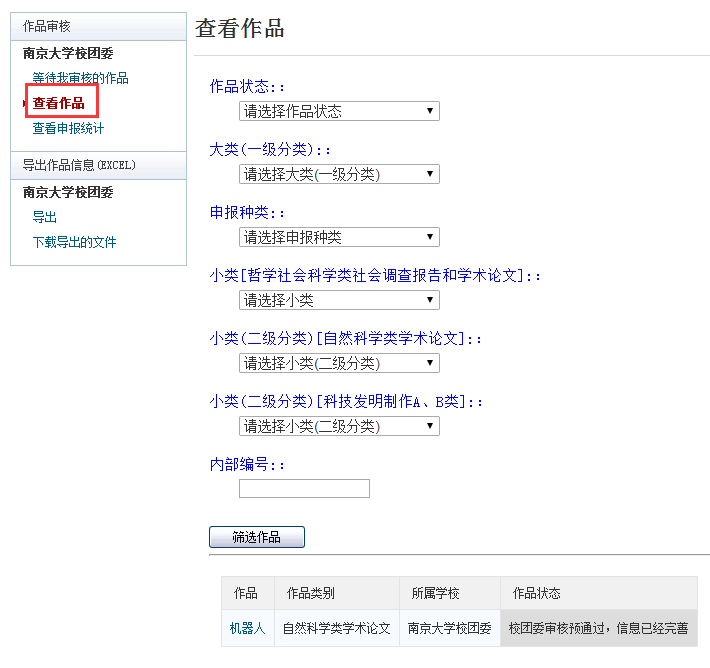 作品审核
南京大学校团委
等待我审核的作品
查看作品
查看申报统计
导出作品信息(EXCEL)
南京大学校团委
导出
下载导出的文件
查看作品
作品状态::
请选择作品状态
大类(一级分类)::
请选择大类(一级分类)
申报种类::
请选择申报种类
小类[哲学社会科学类社会调查报告和学术论文]::
请选择小类
小类(二级分类)[自然科学类学术论文]::
请选择小类(二级分类)
小类(二级分类)[科技发明制作A、B类]::
请选择小类(二级分类)
内部编号::
筛选作品
作品 作品类别 所属学校 作品状态
机器人 自然科学类学术论文 南京大学校团委 校团委审核预通过，信息已经完善